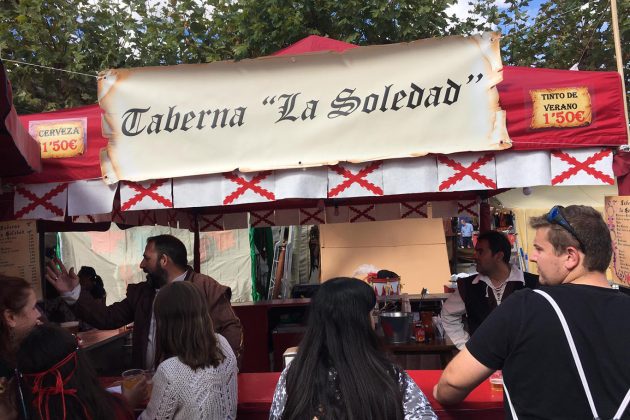 Taberna "La Soledad"
CERVEZA
1'50€
TINTO DE
VERANO
1'50€